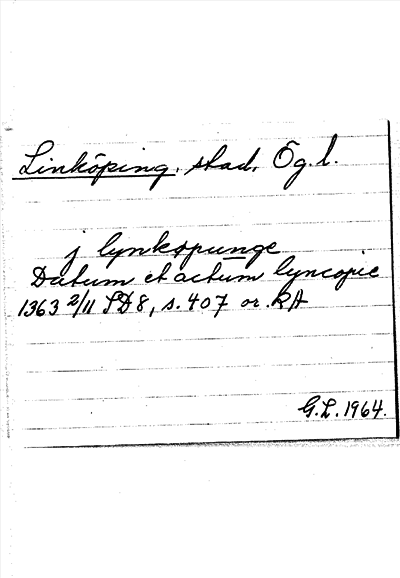 Linköping, stad, Ög.l.
j lynkøpunge
Datum et actum lyncopie
1363 2/11 SD 8, s. 407 or. RA
G.L. 1964.